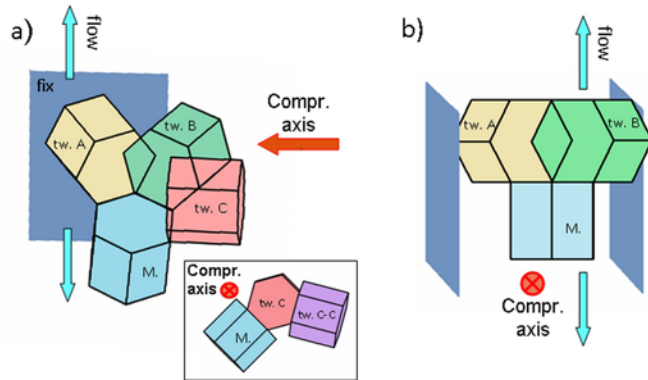 a)
flow
fix
tw. A
tw. B
tw. C
M.
Compr.
axis
Compr.
axis
M.
tw. C
tw. C-C
b)
flow
tw. A
tw. B
M.
Compr.
axis